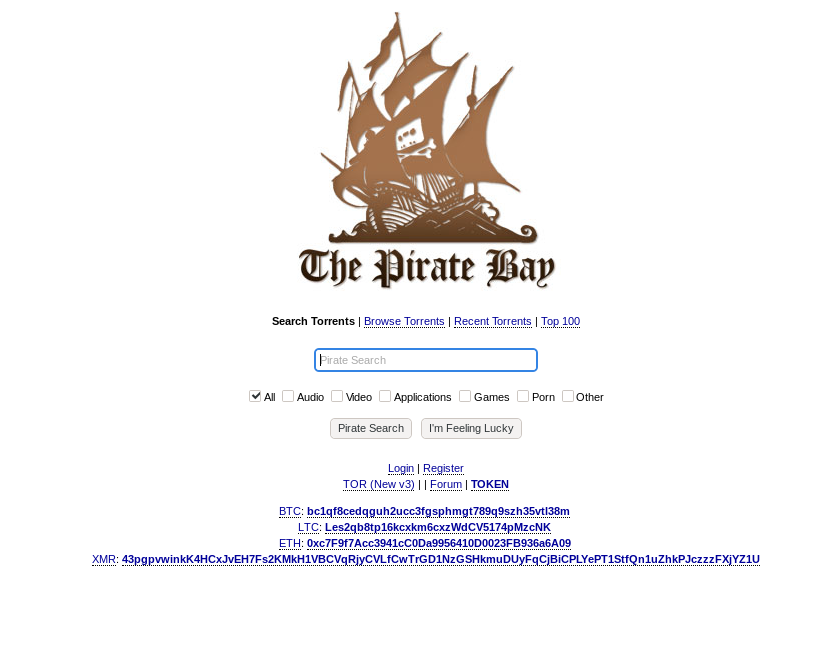 The Pirate Bay
Search Torrents | Browse Torrents | Recent Torrents | Top 100
Pirate Search
All Audio Video Applications Games Porn Other
Pirate Search I'm Feeling Lucky
Login | Register
TOR (New v3) | | Forum | TOKEN
BTC: bc1qf8cedqguh2ucc3fgsphmgt789q9szh35vtl38m
LTC: Les2qb8tp16kcxkm6cxzWdCV5174pMzcNK
ETH: 0xc7F9f7Acc3941cC0Da9956410D0023FB936a6A09
XMR: 43pgpvwinkK4HCxJvEH7Fs2KMkH1VBCVqRjyCVLfCwTrGD1NzGSHkmuDUyFqCjBiCPLYePT1StfQn1uZhkPJczzzFXjYZ1U